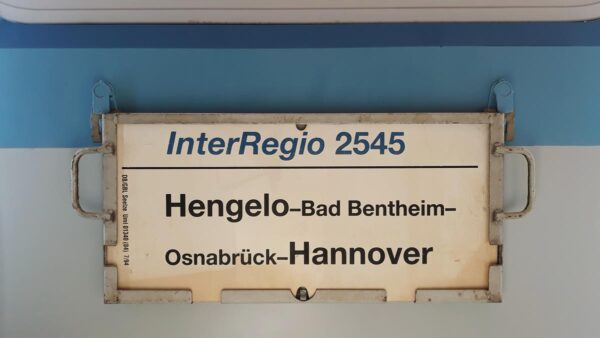 InterRegio 2545
Hengelo–Bad Bentheim–
Osnabrück–Hannover